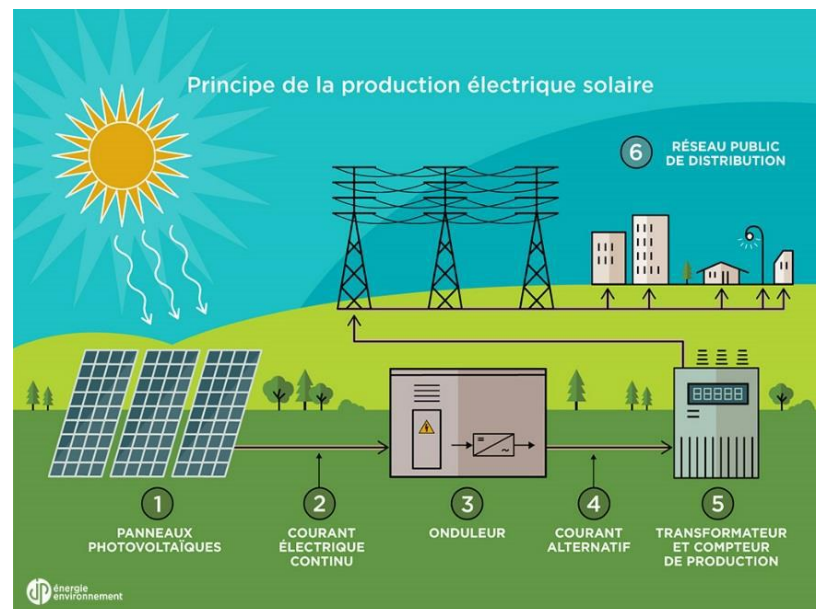 Principe de la production électrique solaire
6
RÉSEAU PUBLIC
DE DISTRIBUTION
1
PANNEAUX
PHOTOVOLTAÏQUES
2
COURANT
ÉLECTRIQUE
CONTINU
3
ONDULEUR
4
COURANT
ALTERNATIF
5
TRANSFORMATEUR
ET COMPTEUR
DE PRODUCTION
JP énergie
environnement